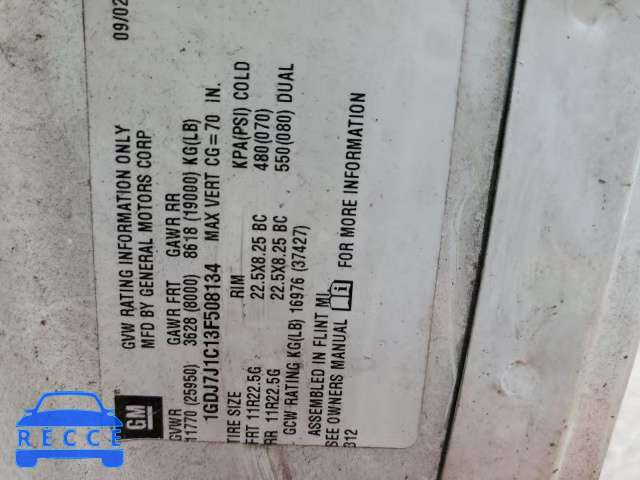 09/02
GVW RATING INFORMATION ONLY
MFD BY GENERAL MOTORS CORP
GM
GVWR GAWR FRT GAWR RR
11770 (25950) 3628 (8000) 8618 (19000) KG(LB)
1GDJ7J1C13F508134 MAX VERT CG = 70 IN.
TIRE SIZE RIM KPA(PSI) COLD
FRT 11R22.5G 22.5X8.25 BC 480(070)
RR 11R22.5G 22.5X8.25 BC 550(080) DUAL
GCW RATING KG(LB) 16976 (37427)
ASSEMBLED IN FLINT MI.
SEE OWNERS MANUAL FOR MORE INFORMATION
312
RECCE